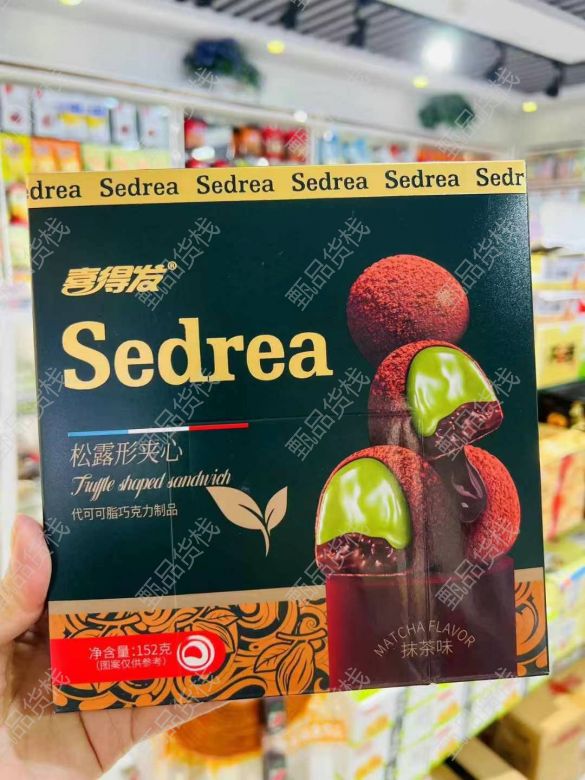 drea Sedrea Sedrea Sedrea Sedrea Sedr
喜得发®
Sedrea
松露形夹心
Truffle shaped sandwich
代可可脂巧克力制品
净含量:152克
(图案仅供参考)
MATCHA FLAVOR
抹茶味
甄品货栈